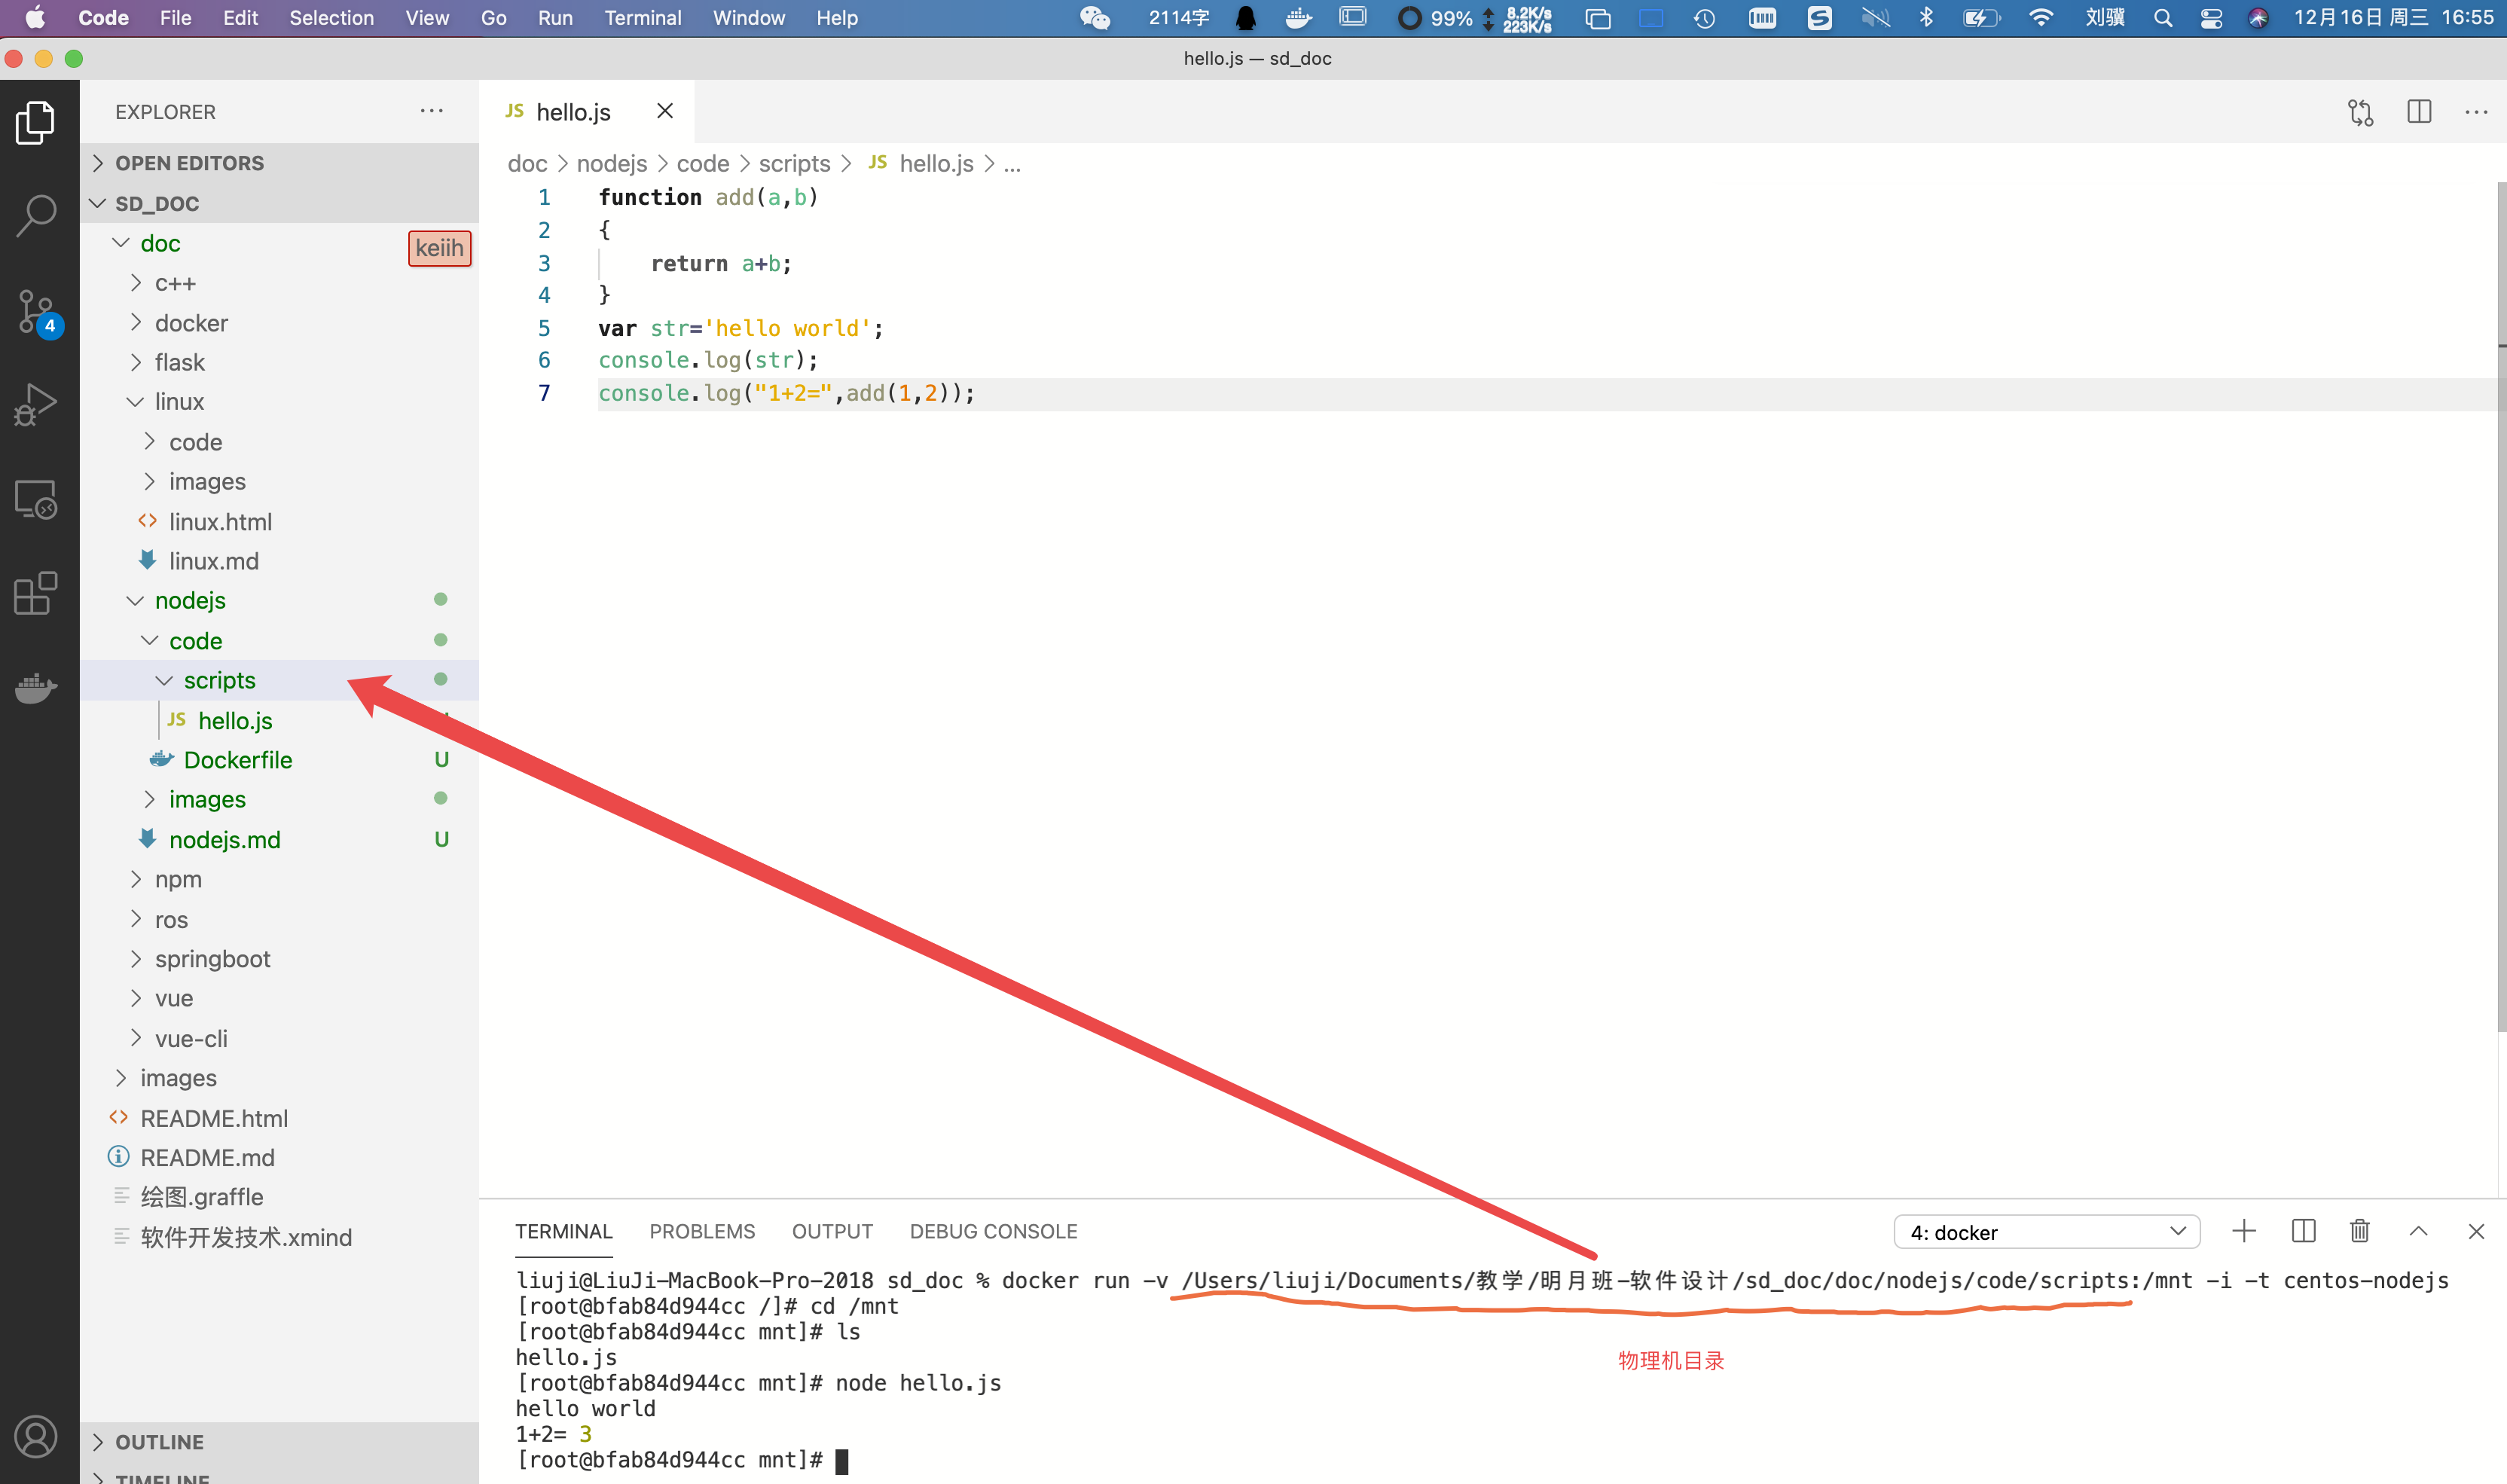 Code File Edit Selection View Go Run Terminal Window Help 2114字 99% 8.2K/s 223K/s 刘骥 12月16日 周三 16:55
hello.js — sd_doc
EXPLORER
OPEN EDITORS
SD_DOC
doc
keiih
c++
docker
flask
linux
code
images
linux.html
linux.md
nodejs
code
scripts
JS hello.js
Dockerfile U
images
nodejs.md U
npm
ros
springboot
vue
vue-cli
images
README.html
README.md
绘图.graffle
软件开发技术.xmind
OUTLINE
TIMELINE
4
JS hello.js
doc > nodejs > code > scripts > JS hello.js > ...
1 function add(a,b)
2 {
3 return a+b;
4 }
5 var str='hello world';
6 console.log(str);
7 console.log("1+2=",add(1,2));
TERMINAL PROBLEMS OUTPUT DEBUG CONSOLE 4: docker
liuji@LiuJi-MacBook-Pro-2018 sd_doc % docker run -v /Users/liuji/Documents/教学/明月班-软件设计/sd_doc/doc/nodejs/code/scripts:/mnt -i -t centos-nodejs
[root@bfab84d944cc /]# cd /mnt
[root@bfab84d944cc mnt]# ls
hello.js
[root@bfab84d944cc mnt]# node hello.js
hello world
1+2= 3
[root@bfab84d944cc mnt]#
物理机目录